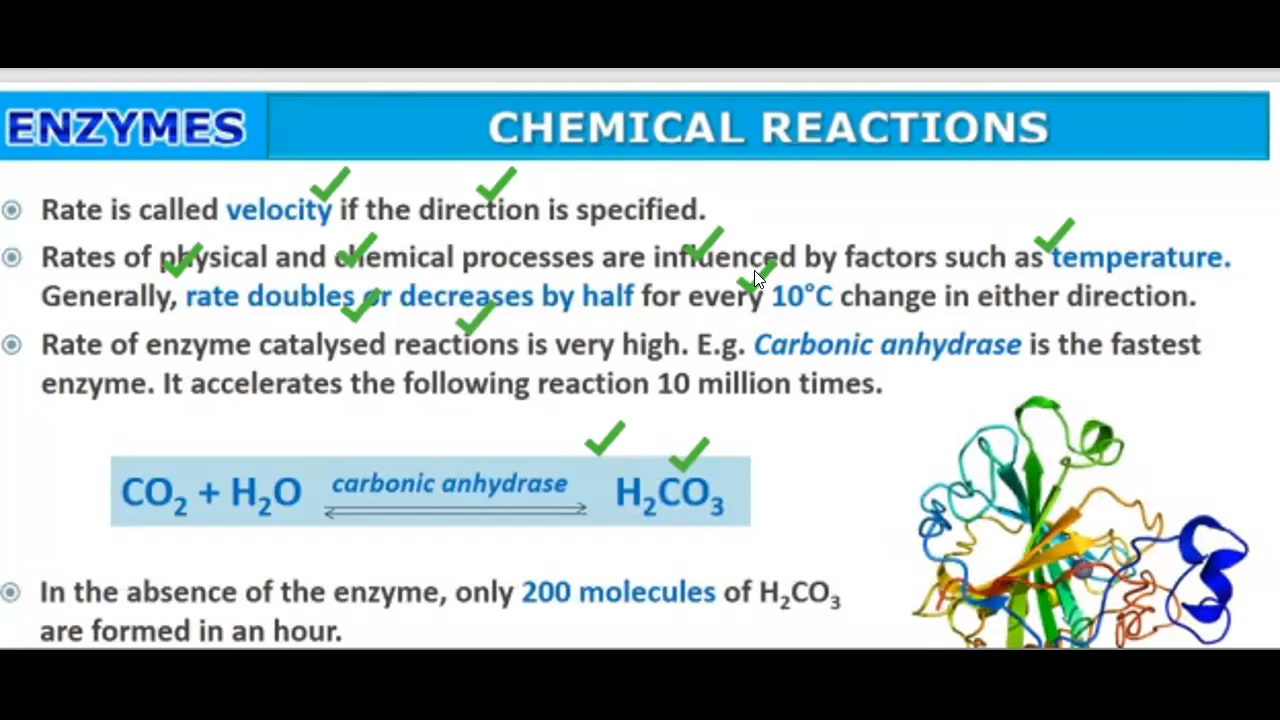 ENZYMES
CHEMICAL REACTIONS
Rate is called velocity if the direction is specified.
Rates of physical and chemical processes are influenced by factors such as temperature.
Generally, rate doubles or decreases by half for every 10°C change in either direction.
Rate of enzyme catalysed reactions is very high. E.g. Carbonic anhydrase is the fastest
enzyme. It accelerates the following reaction 10 million times.
CO₂ + H₂O carbonic anhydrase H₂CO₃
In the absence of the enzyme, only 200 molecules of H₂CO₃
are formed in an hour.